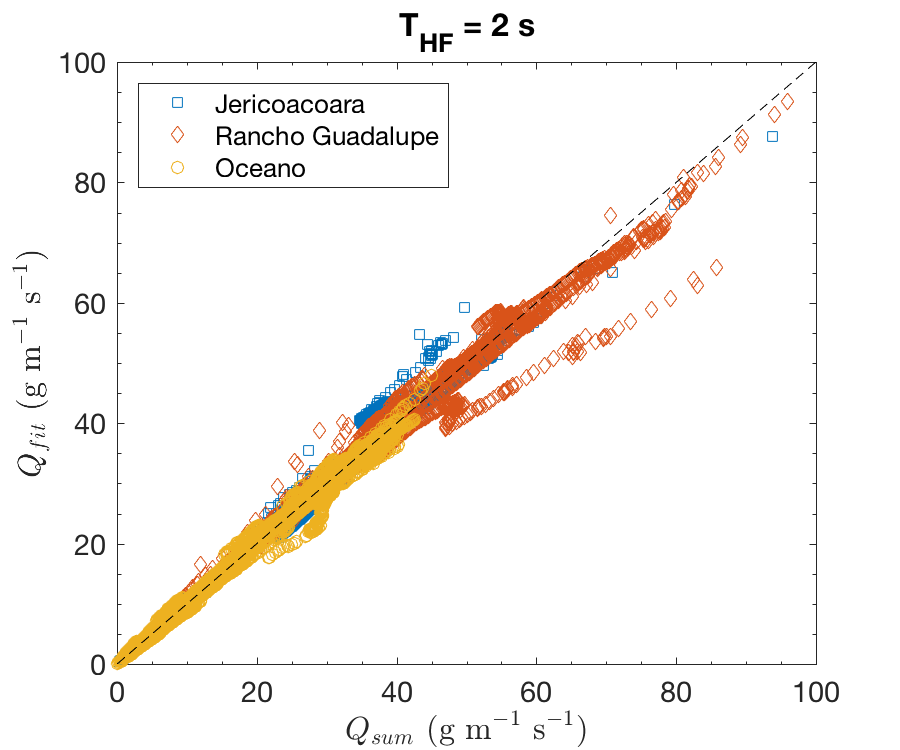 T_HF = 2 s
100
80
60
40
20
0
Jericoacoara
Rancho Guadalupe
Oceano
Q_fit (g m⁻¹ s⁻¹)
0 20 40 60 80 100
Q_sum (g m⁻¹ s⁻¹)